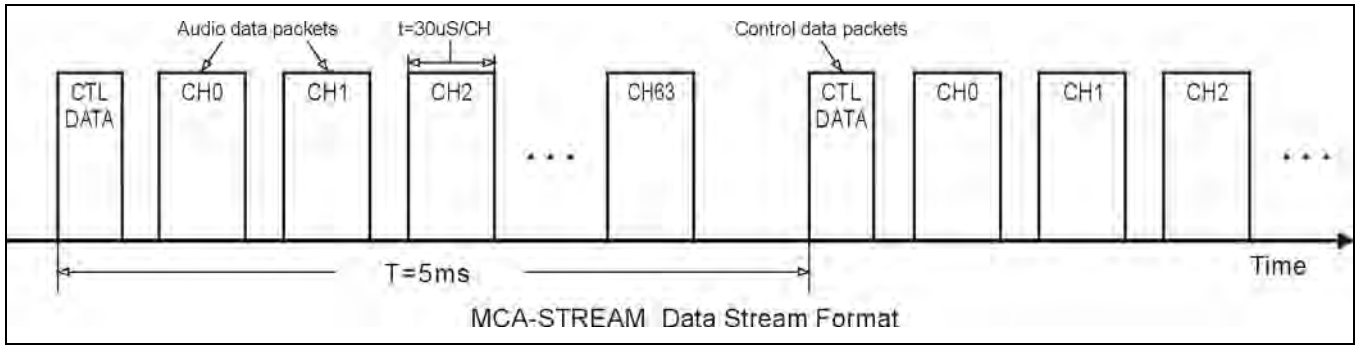 Audio data packets
t=30uS/CH
Control data packets
CTL DATA
CH0
CH1
CH2
...
CH63
CTL DATA
CH0
CH1
CH2
...
T=5ms
Time
MCA-STREAM Data Stream Format